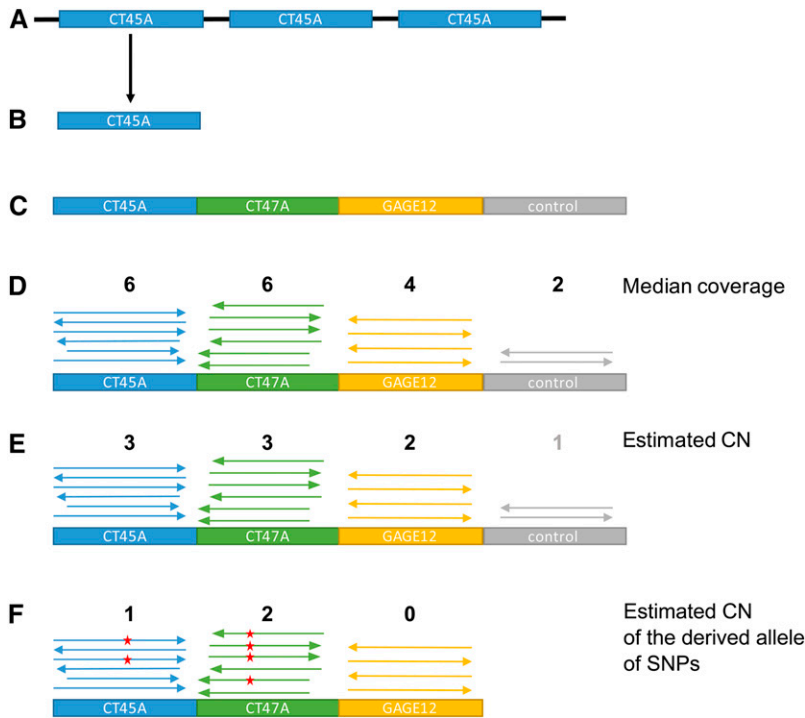 A
CT45A CT45A CT45A
B
CT45A
C
CT45A CT47A GAGE12 control
D
6 6 4 2 Median coverage
CT45A CT47A GAGE12 control
E
3 3 2 1 Estimated CN
CT45A CT47A GAGE12 control
F
1 2 0 Estimated CN
of the derived allele
of SNPs
CT45A CT47A GAGE12